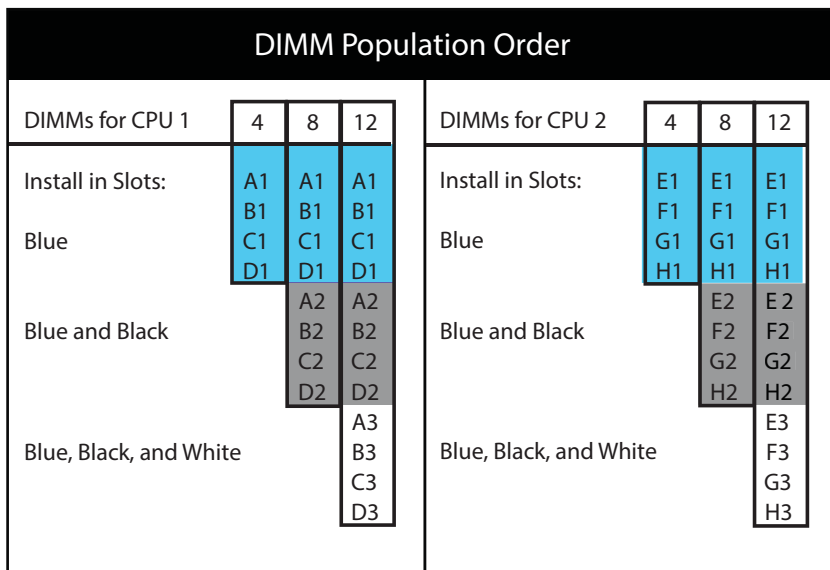 DIMM Population Order
DIMMs for CPU 1 4 8 12
Install in Slots: A1 A1 A1
B1 B1 B1
Blue C1 C1 C1
D1 D1 D1
A2 A2
Blue and Black B2 B2
C2 C2
D2 D2
A3
Blue, Black, and White B3
C3
D3
DIMMs for CPU 2 4 8 12
Install in Slots: E1 E1 E1
F1 F1 F1
Blue G1 G1 G1
H1 H1 H1
E2 E 2
Blue and Black F2 F2
G2 G2
H2 H2
E3
Blue, Black, and White F3
G3
H3